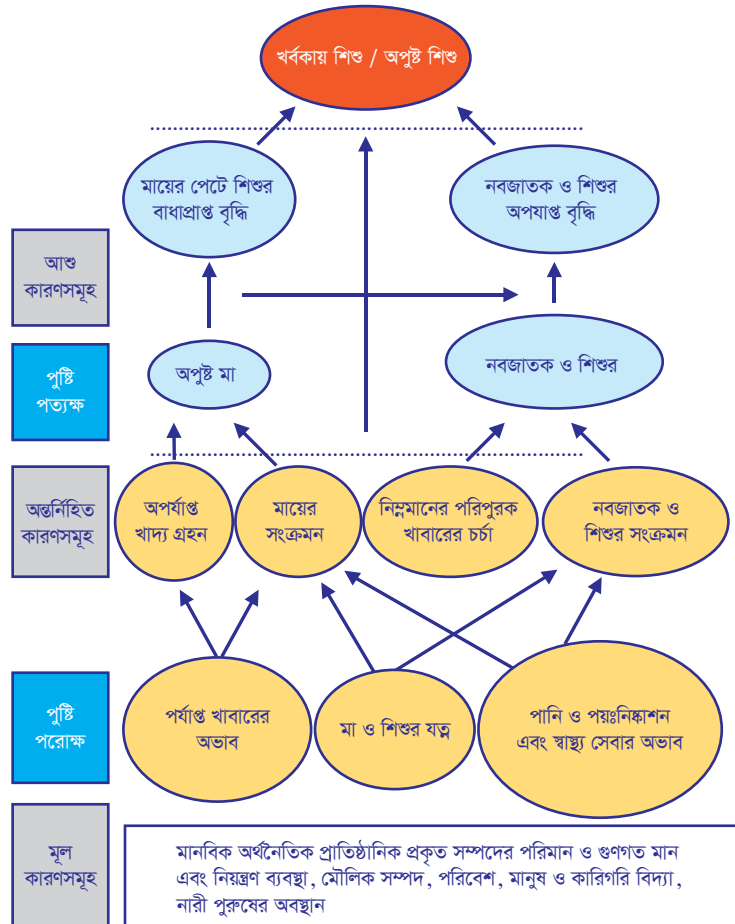 খর্বকায় শিশু / অপুষ্ট শিশু
মায়ের পেটে শিশুর
বাধাপ্রাপ্ত বৃদ্ধি
নবজাতক ও শিশুর
অপযাপ্ত বৃদ্ধি
আশু
কারণসমূহ
পুষ্টি
পত্যক্ষ
অপুষ্ট মা
নবজাতক ও শিশুর
অন্তর্নিহিত
কারণসমূহ
অপর্যাপ্ত
খাদ্য গ্রহন
মায়ের
সংক্রমন
নিম্নমানের পরিপুরক
খাবারের চর্চা
নবজাতক ও
শিশুর সংক্রমন
পুষ্টি
পরোক্ষ
পর্যাপ্ত খাবারের
অভাব
মা ও শিশুর যত্ন
পানি ও পয়ঃনিষ্কাশন
এবং স্বাস্থ্য সেবার অভাব
মূল
কারণসমূহ
মানবিক অর্থনৈতিক প্রাতিষ্ঠানিক প্রকৃত সম্পদের পরিমান ও গুণগত মান
এবং নিয়ন্ত্রণ ব্যবস্থা, মৌলিক সম্পদ, পরিবেশ, মানুষ ও কারিগরি বিদ্যা,
নারী পুরুষের অবস্থান